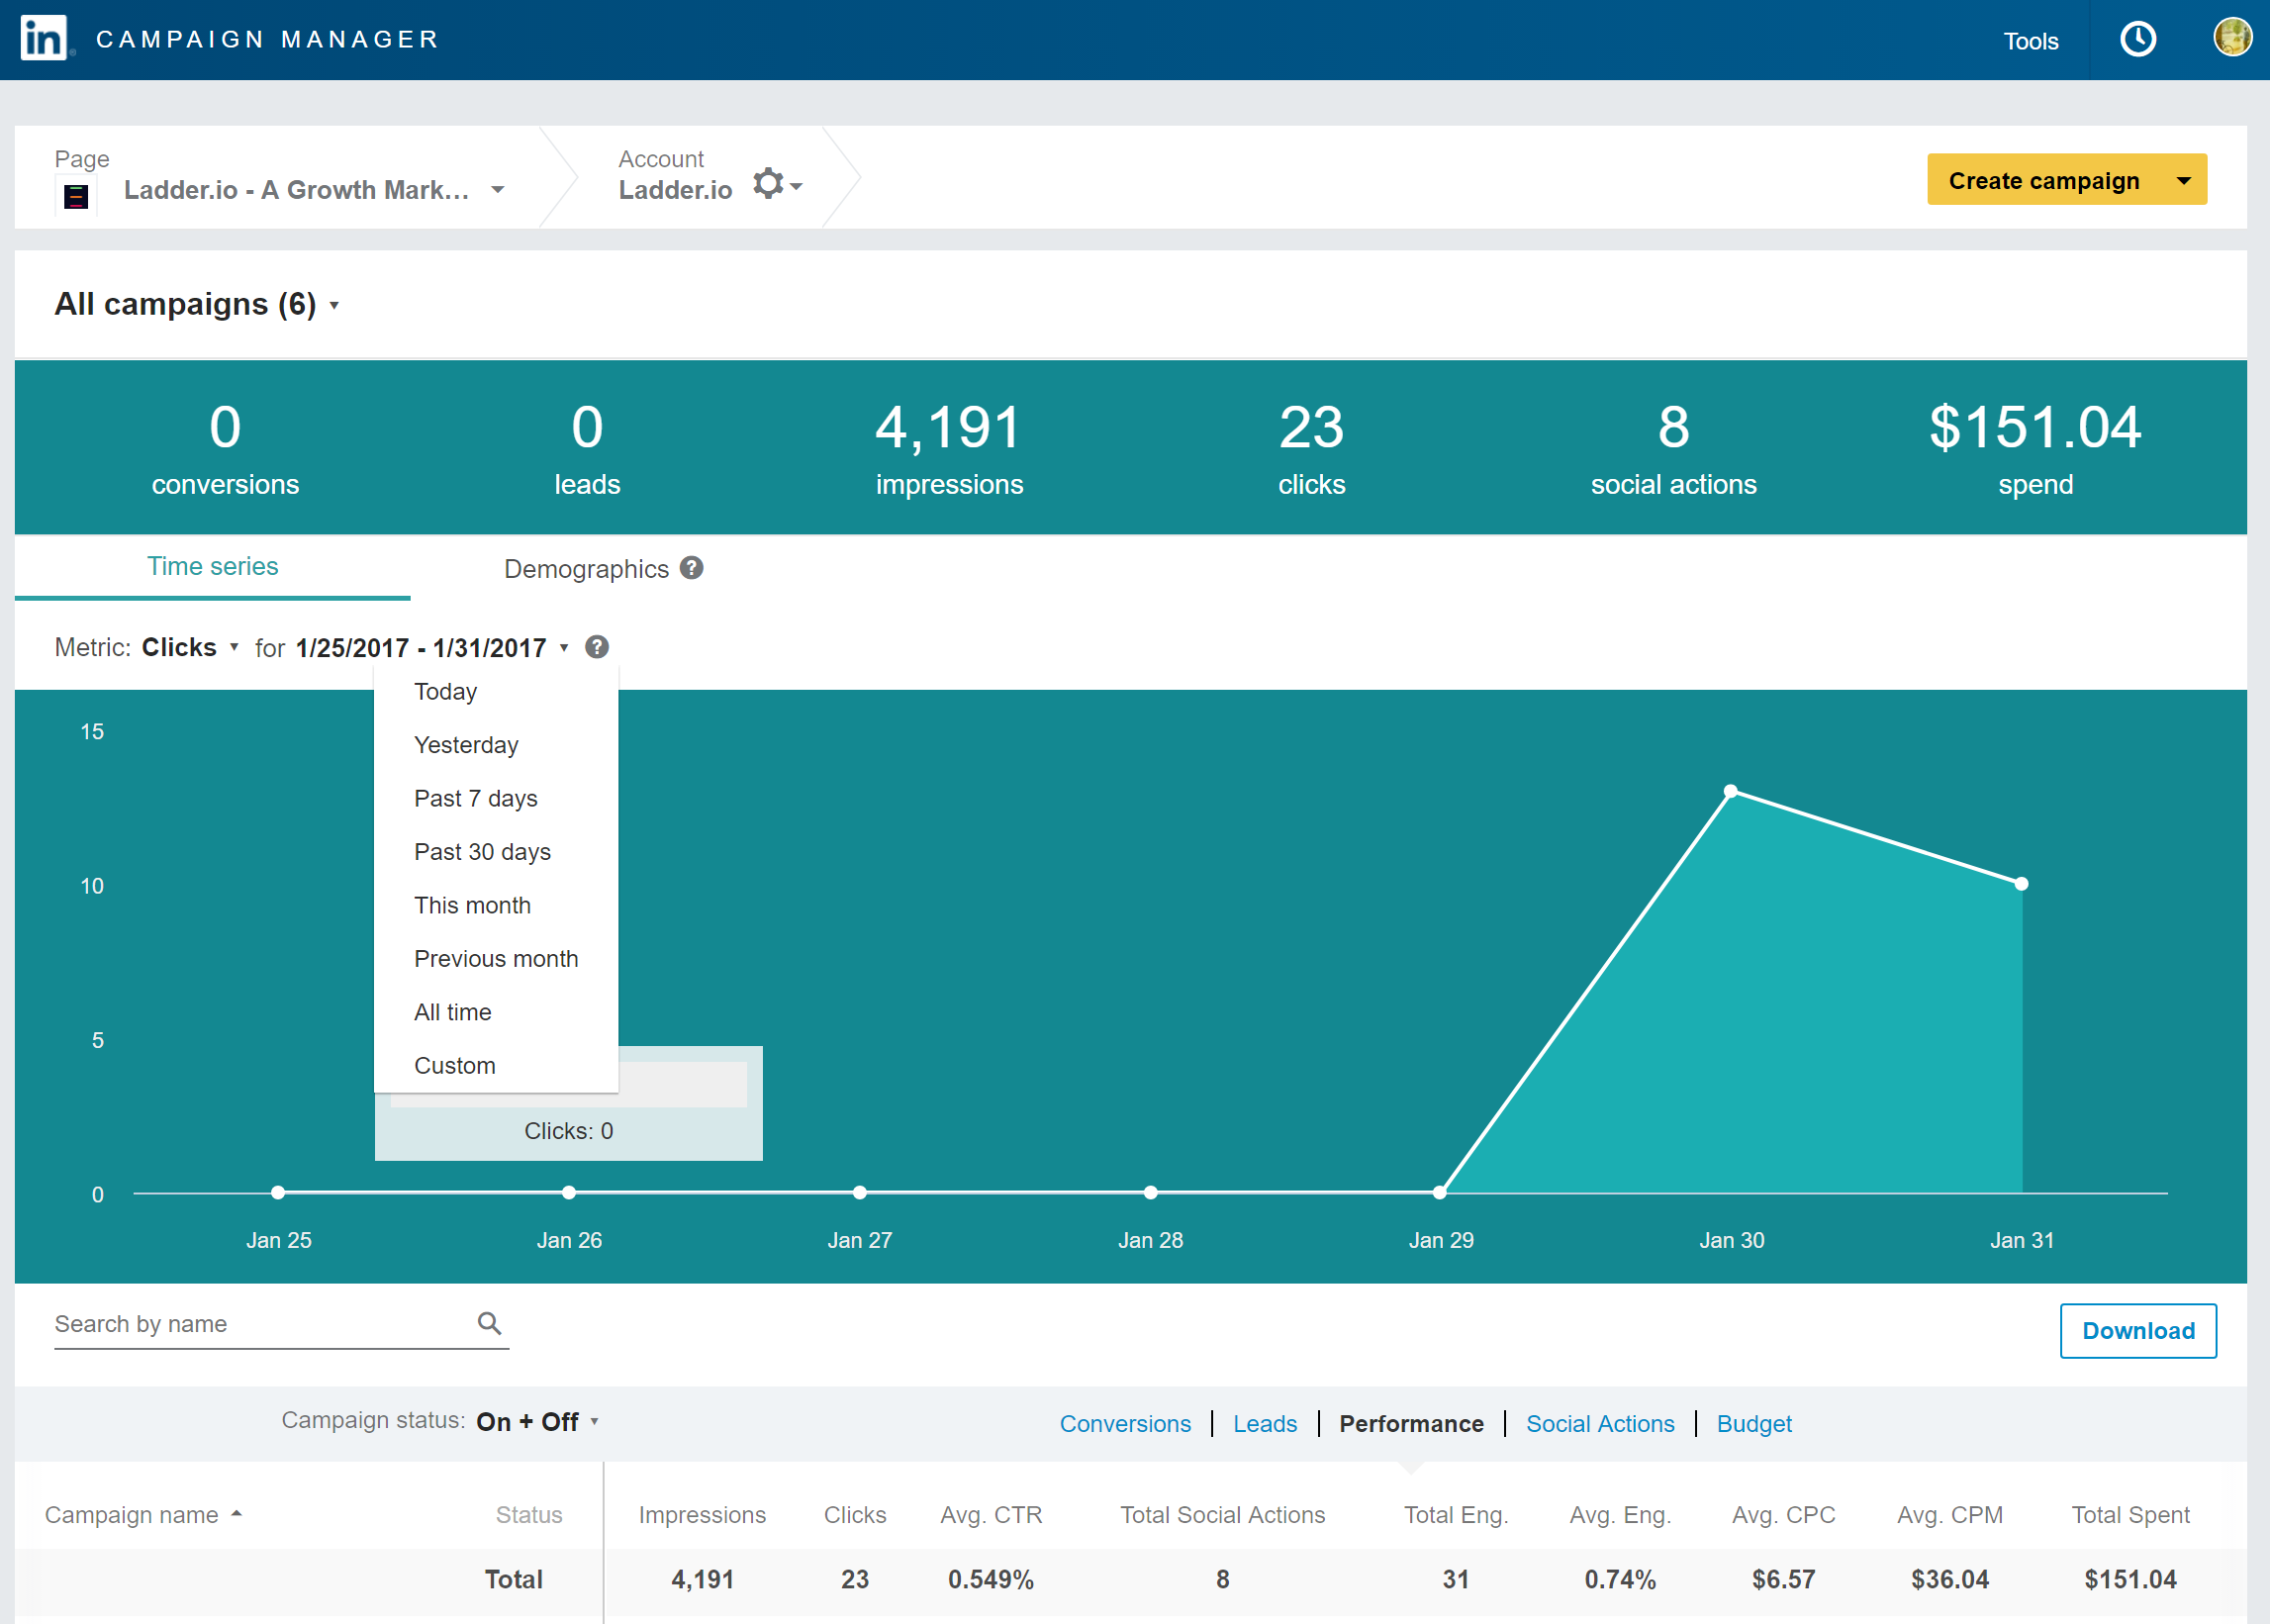 in CAMPAIGN MANAGER Tools
Page
Ladder.io - A Growth Mark...
Account
Ladder.io
Create campaign
All campaigns (6)
0 0 4,191 23 8 $151.04
conversions leads impressions clicks social actions spend
Time series Demographics ?
Metric: Clicks for 1/25/2017 - 1/31/2017 ?
Today
Yesterday
Past 7 days
Past 30 days
This month
Previous month
All time
Custom
Clicks: 0
15
10
5
0
Jan 25 Jan 26 Jan 27 Jan 28 Jan 29 Jan 30 Jan 31
Search by name
Download
Campaign status: On + Off
Conversions | Leads | Performance | Social Actions | Budget
Campaign name Status Impressions Clicks Avg. CTR Total Social Actions Total Eng. Avg. Eng. Avg. CPC Avg. CPM Total Spent
Total 4,191 23 0.549% 8 31 0.74% $6.57 $36.04 $151.04